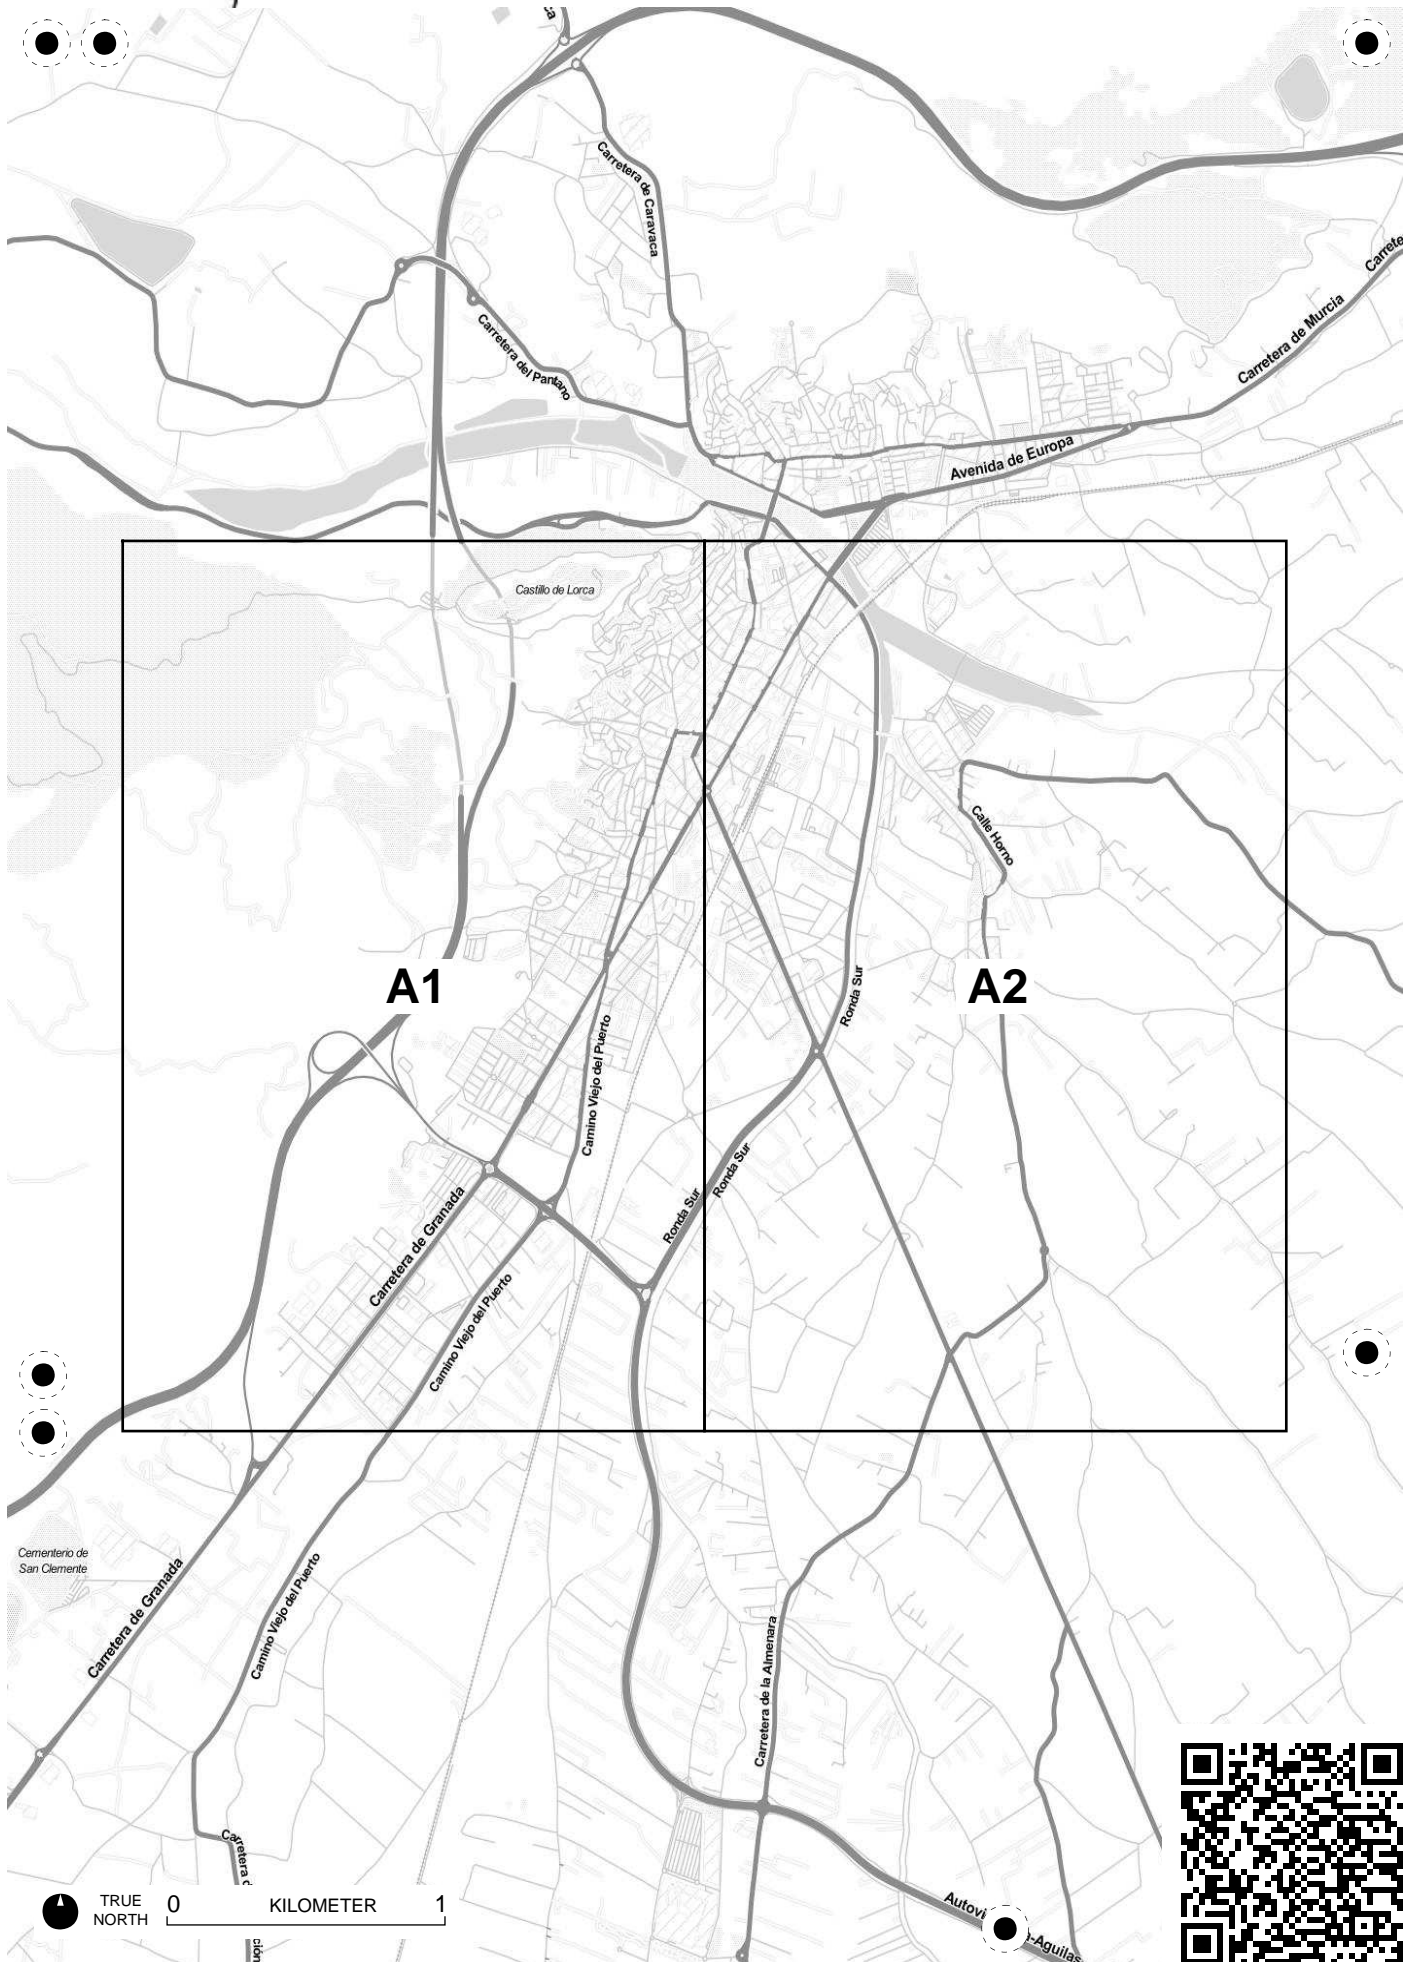 Carretera de Caravaca
Carretera de Murcia
Carretera del Pantano
Avenida de Europa
Castillo de Lorca
Calle Horno
A1
A2
Ronda Sur
Camino Viejo del Puerto
Ronda Sur
Ronda Sur
Carretera de Granada
Camino Viejo del Puerto
Cementerio de
San Clemente
Carretera de Granada
Camino Viejo del Puerto
Carretera de la Almenara
TRUE
NORTH
0 KILOMETER 1